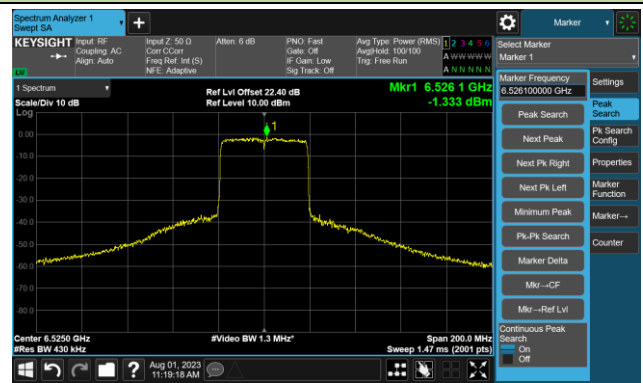 Spectrum Analyzer 1
Swept SA
Marker
KEYSIGHT
Input: RF
Coupling: AC
Align: Auto
Input Z: 50 Ω
Corr CCorr
Freq Ref: Int (S)
NFE: Adaptive
Atten: 6 dB
PNO: Fast
Gate: Off
IF Gain: Low
Sig Track: Off
Avg Type: Power (RMS)
Avg|Hold: 100/100
Trig: Free Run
1 2 3 4 5 6
A W W W W W
A N N N N N
LXI
Select Marker
Marker 1
1 Spectrum
Scale/Div 10 dB
Log
Ref Lvl Offset 22.40 dB
Ref Level 10.00 dBm
Mkr1 6.526 1 GHz
-1.333 dBm
1
0.00
-10.0
-20.0
-30.0
-40.0
-50.0
-60.0
-70.0
-80.0
Center 6.5250 GHz
#Res BW 430 kHz
#Video BW 1.3 MHz*
Span 200.0 MHz
Sweep 1.47 ms (2001 pts)
Marker Frequency
6.526100000 GHz
Peak Search
Next Peak
Next Pk Right
Next Pk Left
Minimum Peak
Pk-Pk Search
Marker Delta
Mkr→CF
Mkr→Ref Lvl
Continuous Peak
Search
On
Off
Settings
Peak
Search
Pk Search
Config
Properties
Marker
Function
Marker→
Counter
Aug 01, 2023
11:19:18 AM